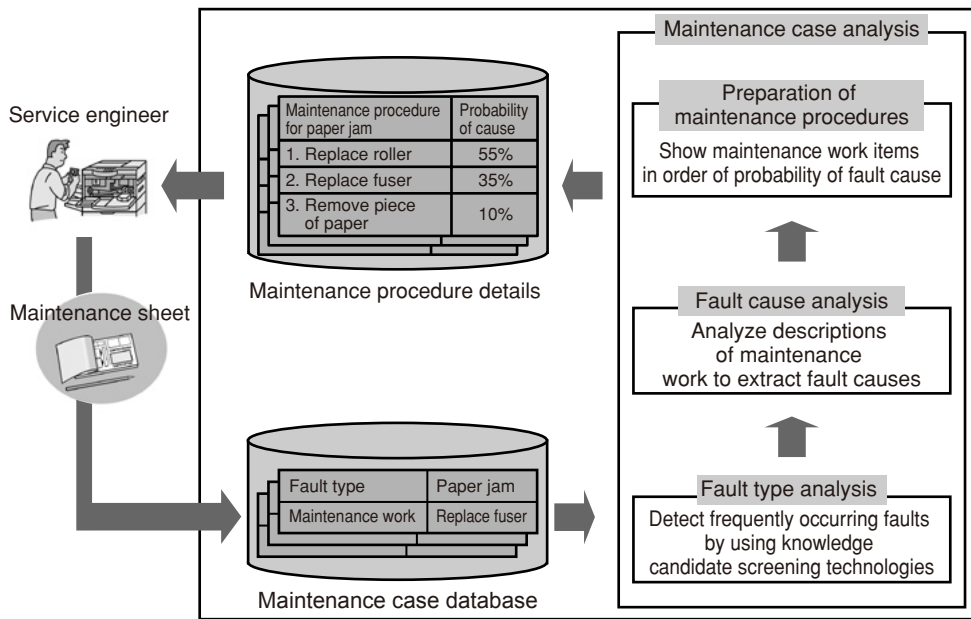 Service engineer
Maintenance sheet
Maintenance procedure
for paper jam
Probability
of cause
1. Replace roller
55%
2. Replace fuser
35%
3. Remove piece
of paper
10%
Maintenance procedure details
Fault type
Paper jam
Maintenance work
Replace fuser
Maintenance case database
Maintenance case analysis
Preparation of
maintenance procedures
Show maintenance work items
in order of probability of fault cause
Fault cause analysis
Analyze descriptions
of maintenance
work to extract fault causes
Fault type analysis
Detect frequently occurring faults
by using knowledge
candidate screening technologies